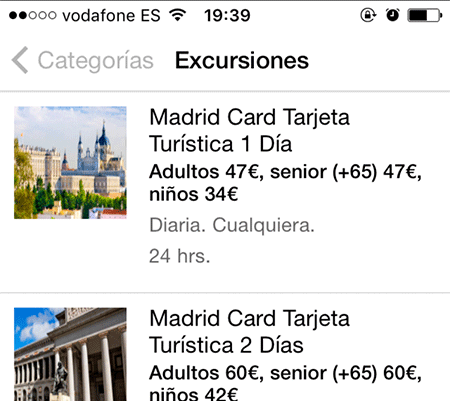 vodafone ES 19:39
Categorías Excursiones
Madrid Card Tarjeta
Turística 1 Día
Adultos 47€, senior (+65) 47€,
niños 34€
Diaria. Cualquiera.
24 hrs.
Madrid Card Tarjeta
Turística 2 Días
Adultos 60€, senior (+65) 60€,
niños 42€